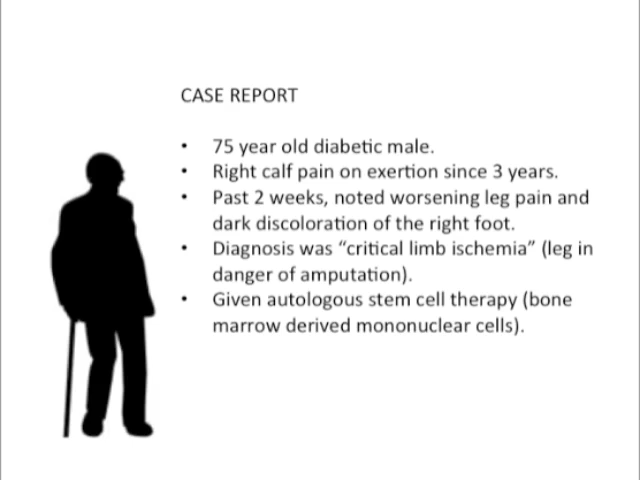 CASE REPORT
• 75 year old diabetic male.
• Right calf pain on exertion since 3 years.
• Past 2 weeks, noted worsening leg pain and
dark discoloration of the right foot.
• Diagnosis was “critical limb ischemia” (leg in
danger of amputation).
• Given autologous stem cell therapy (bone
marrow derived mononuclear cells).